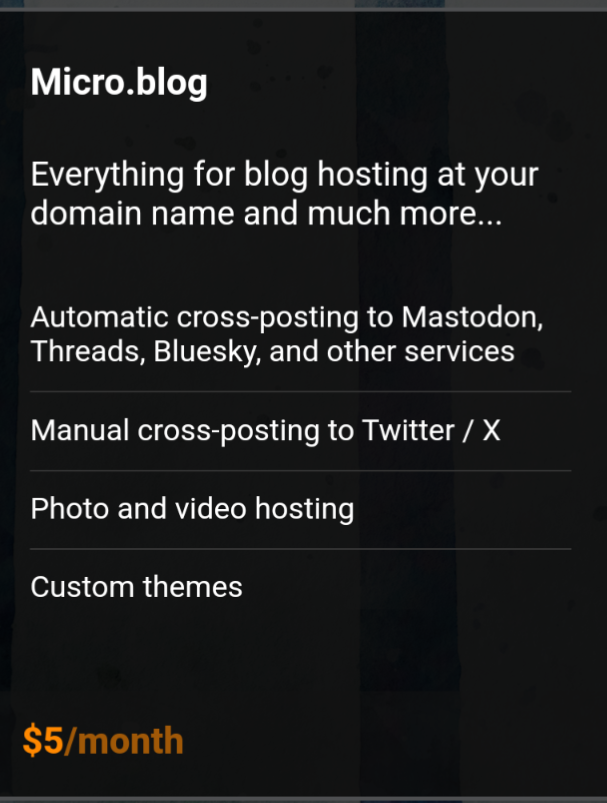 Micro.blog
Everything for blog hosting at your
domain name and much more...
Automatic cross-posting to Mastodon,
Threads, Bluesky, and other services
Manual cross-posting to Twitter / X
Photo and video hosting
Custom themes
$5/month